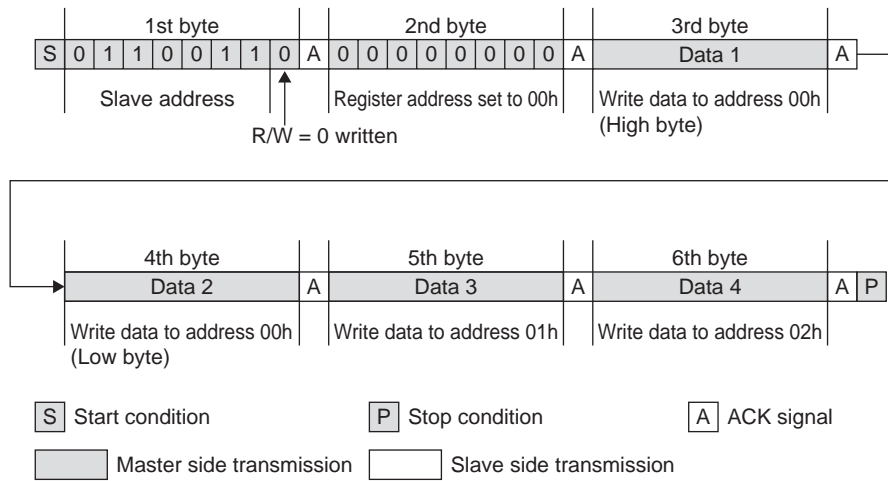 1st byte 2nd byte 3rd byte
S 0 1 1 0 0 1 1 0 A 0 0 0 0 0 0 0 0 A Data 1 A
Slave address Register address set to 00h Write data to address 00h
(High byte)
R/W = 0 written
4th byte 5th byte 6th byte
Data 2 A Data 3 A Data 4 A P
Write data to address 00h Write data to address 01h Write data to address 02h
(Low byte)
S Start condition P Stop condition A ACK signal
Master side transmission Slave side transmission